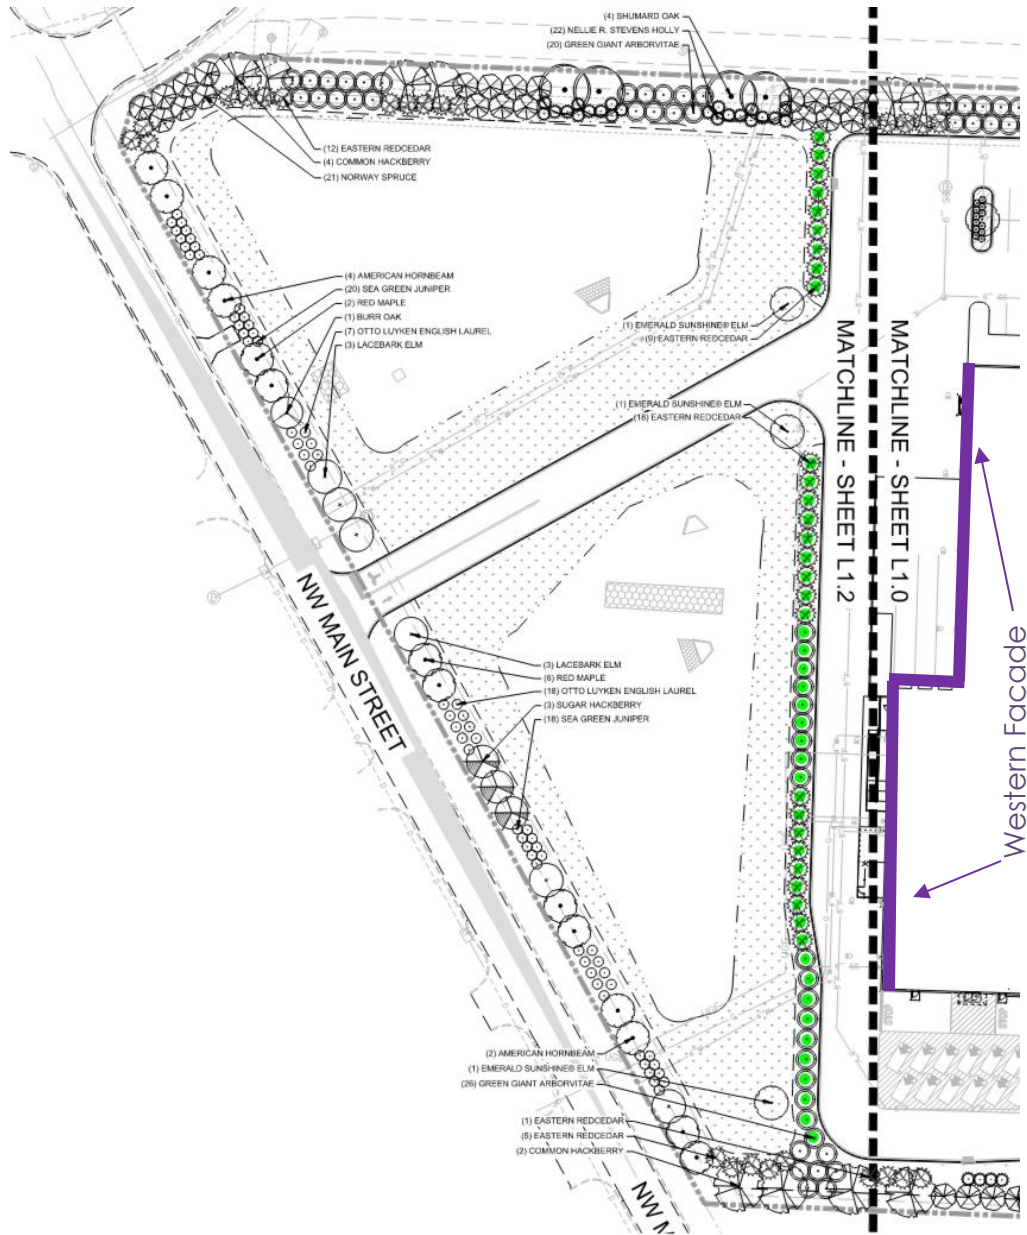 (4) SHUMARD OAK
(22) NELLIE R. STEVENS HOLLY
(20) GREEN GIANT ARBORVITAE
(12) EASTERN REDCEDAR
(4) COMMON HACKBERRY
(21) NORWAY SPRUCE
(4) AMERICAN HORNBEAM
(20) SEA GREEN JUNIPER
(2) RED MAPLE
(1) BURR OAK
(7) OTTO LUYKEN ENGLISH LAUREL
(3) LACEBARK ELM
(1) EMERALD SUNSHINE® ELM
(9) EASTERN REDCEDAR
(1) EMERALD SUNSHINE® ELM
(16) EASTERN REDCEDAR
MATCHLINE - SHEET L1.2
MATCHLINE - SHEET L1.0
Western Facade
NW MAIN STREET
(3) LACEBARK ELM
(6) RED MAPLE
(18) OTTO LUYKEN ENGLISH LAUREL
(3) SUGAR HACKBERRY
(18) SEA GREEN JUNIPER
(2) AMERICAN HORNBEAM
(1) EMERALD SUNSHINE® ELM
(26) GREEN GIANT ARBORVITAE
(1) EASTERN REDCEDAR
(5) EASTERN REDCEDAR
(2) COMMON HACKBERRY
NW M